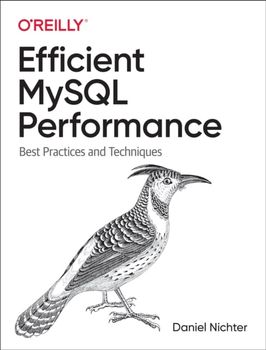 O'REILLY®
Efficient
MySQL
Performance
Best Practices and Techniques
Daniel Nichter